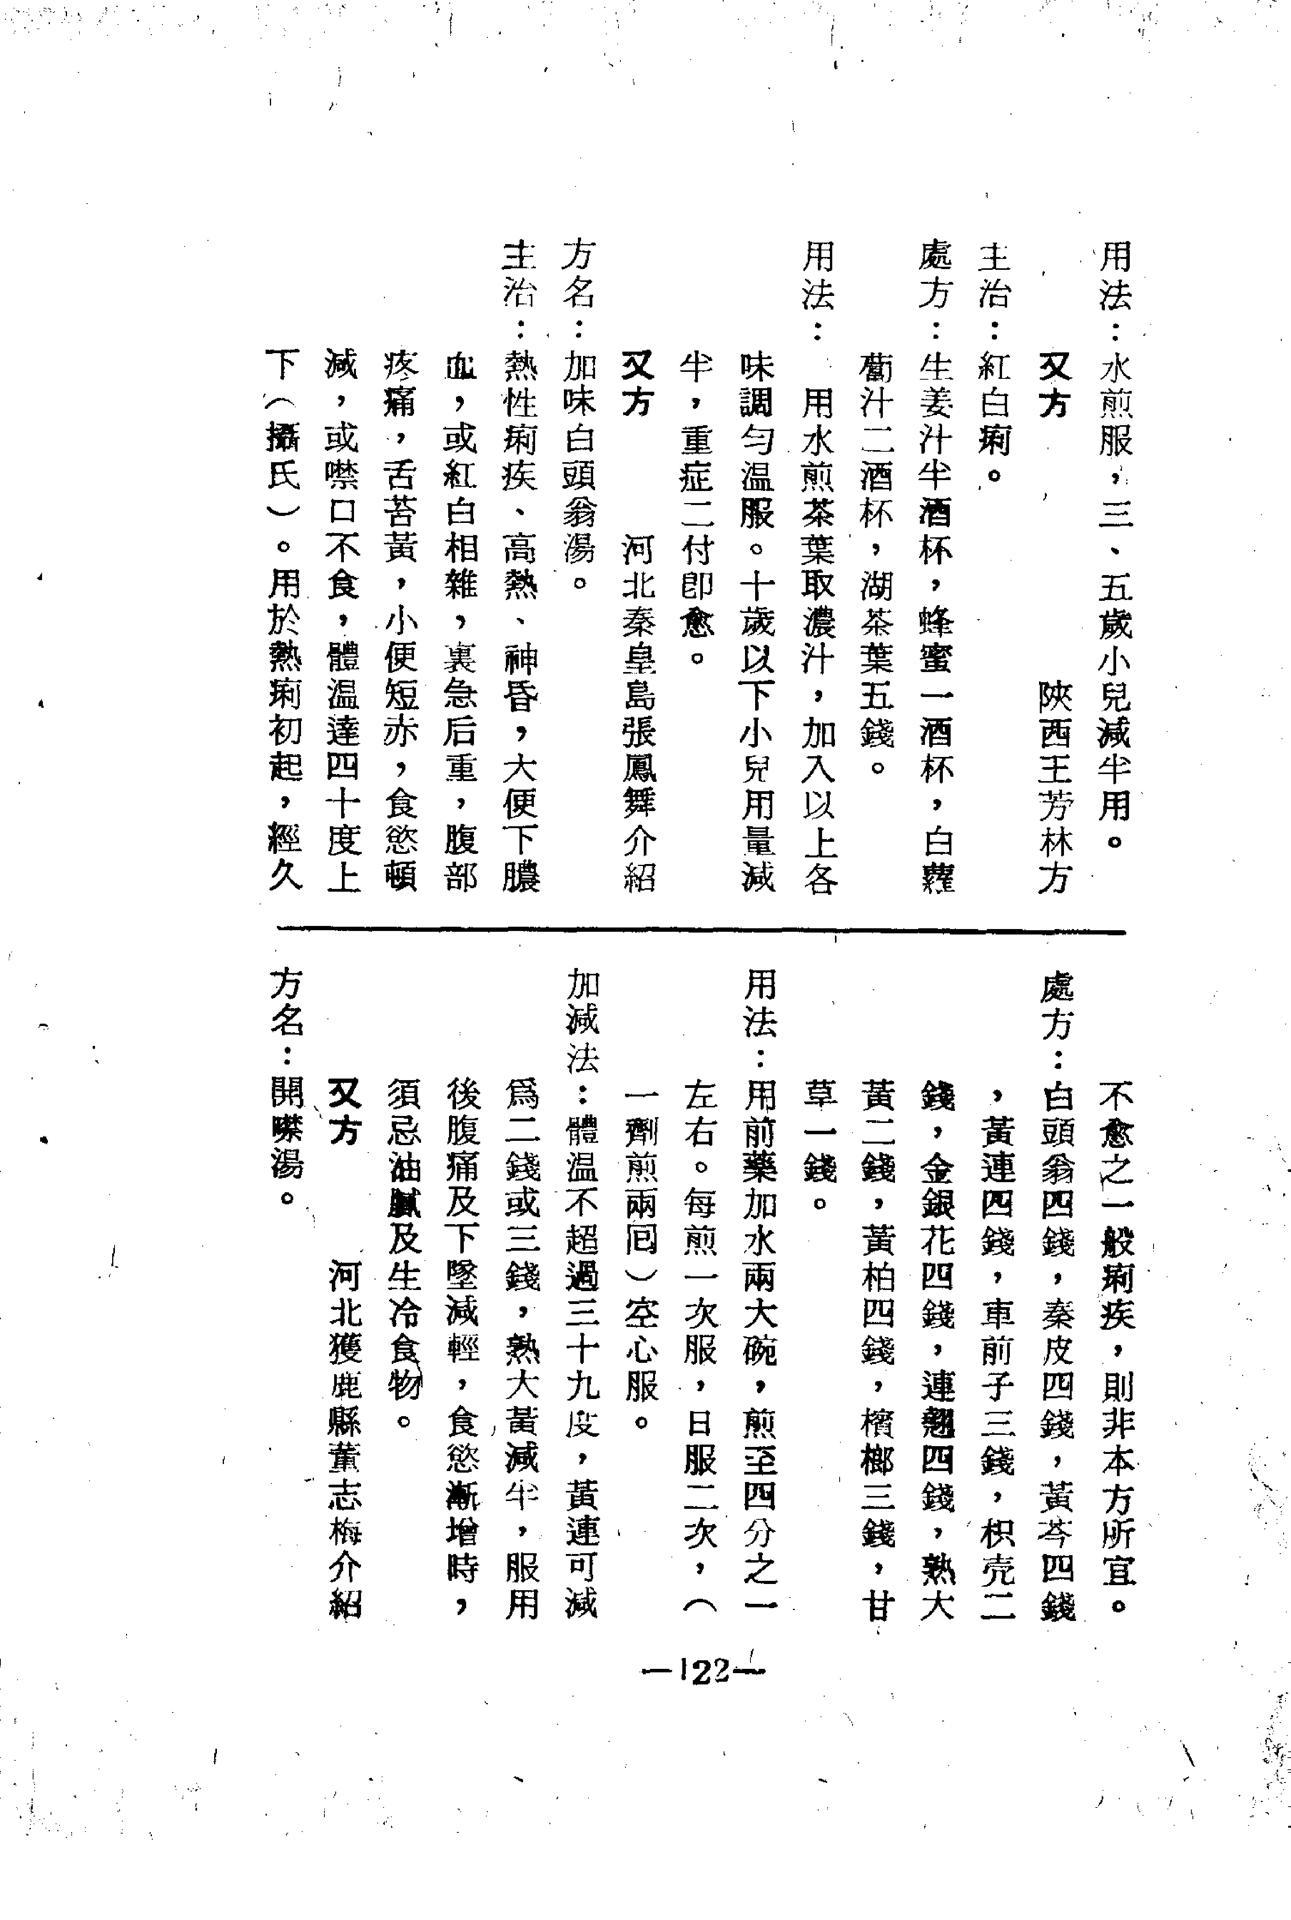 用法：水煎服，三、五歲小兒減半用。
又方　陝西王芳林方
主治：紅白痢。
處方：生姜汁半酒杯，蜂蜜一酒杯，白蘿
蔔汁二酒杯，湖茶葉五錢。
用法：用水煎茶葉取濃汁，加入以上各
味調勻温服。十歲以下小兒用量減
半，重症二付即愈。
又方　河北秦皇島張鳳舞介紹
方名：加味白頭翁湯。
主治：熱性痢疾、高熱、神昏，大便下膿
血，或紅白相雜，裏急后重，腹部
疼痛，舌苔黃，小便短赤，食慾頓
減，或噤口不食，體温達四十度上
下（攝氏）。用於熱痢初起，經久
不愈之一般痢疾，則非本方所宜。
處方：白頭翁四錢，秦皮四錢，黃芩四錢
，黃連四錢，車前子三錢，枳壳二
錢，金銀花四錢，連翹四錢，熟大
黃二錢，黃柏四錢，檳榔三錢，甘
草一錢。
用法：用前藥加水兩大碗，煎至四分之一
左右。每煎一次服，日服二次，（
一劑煎兩囘）空心服。
加減法：體温不超過三十九度，黃連可減
爲二錢或三錢，熟大黃減半，服用
後腹痛及下墜減輕，食慾漸增時，
須忌油膩及生冷食物。
又方　河北獲鹿縣董志梅介紹
方名：開噤湯。
—122—